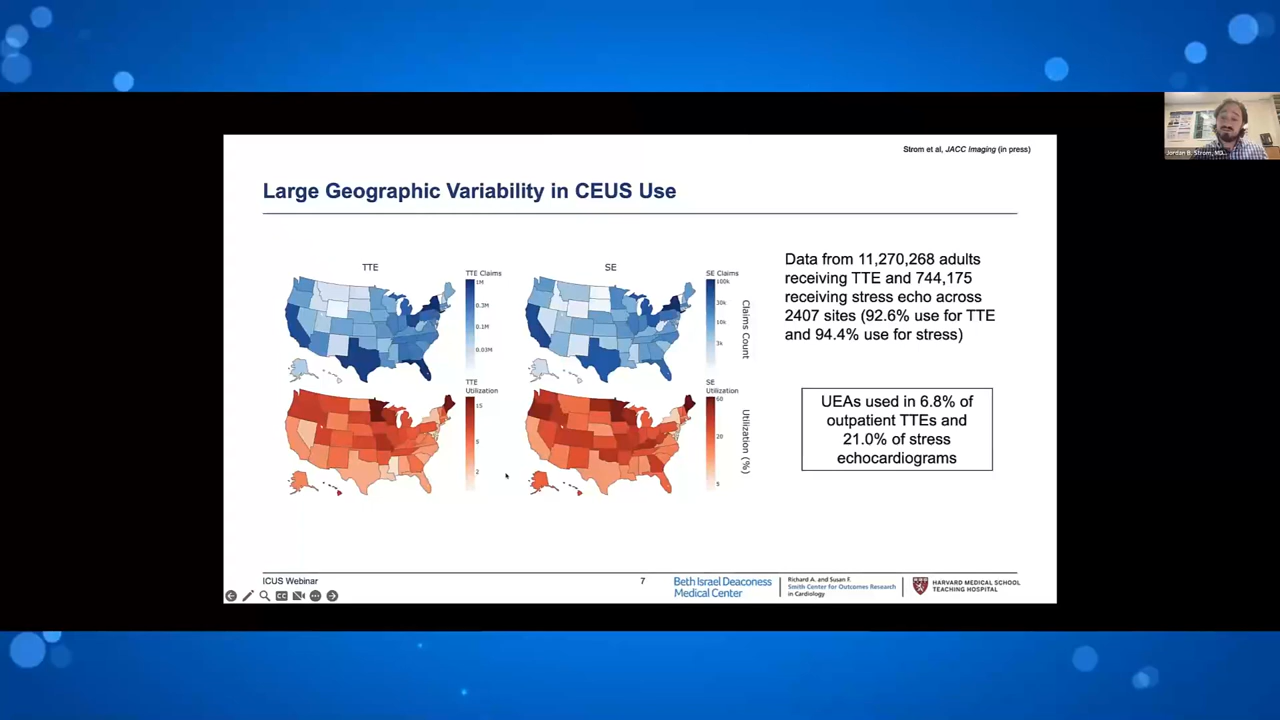 Strom et al, JACC Imaging (in press)
Large Geographic Variability in CEUS Use
TTE
TTE Claims
1M
0.3M
0.1M
0.03M
SE
SE Claims
100k
30k
10k
3k
Claims Count
TTE
Utilization
15
5
2
SE
Utilization
60
20
5
Utilization (%)
Data from 11,270,268 adults
receiving TTE and 744,175
receiving stress echo across
2407 sites (92.6% use for TTE
and 94.4% use for stress)
UEAs used in 6.8% of
outpatient TTEs and
21.0% of stress
echocardiograms
ICUS Webinar
7
Beth Israel Deaconess
Medical Center
Richard A. and Susan F.
Smith Center for Outcomes Research
in Cardiology
HARVARD MEDICAL SCHOOL
TEACHING HOSPITAL
CC
Jordan B. Strom, MD...